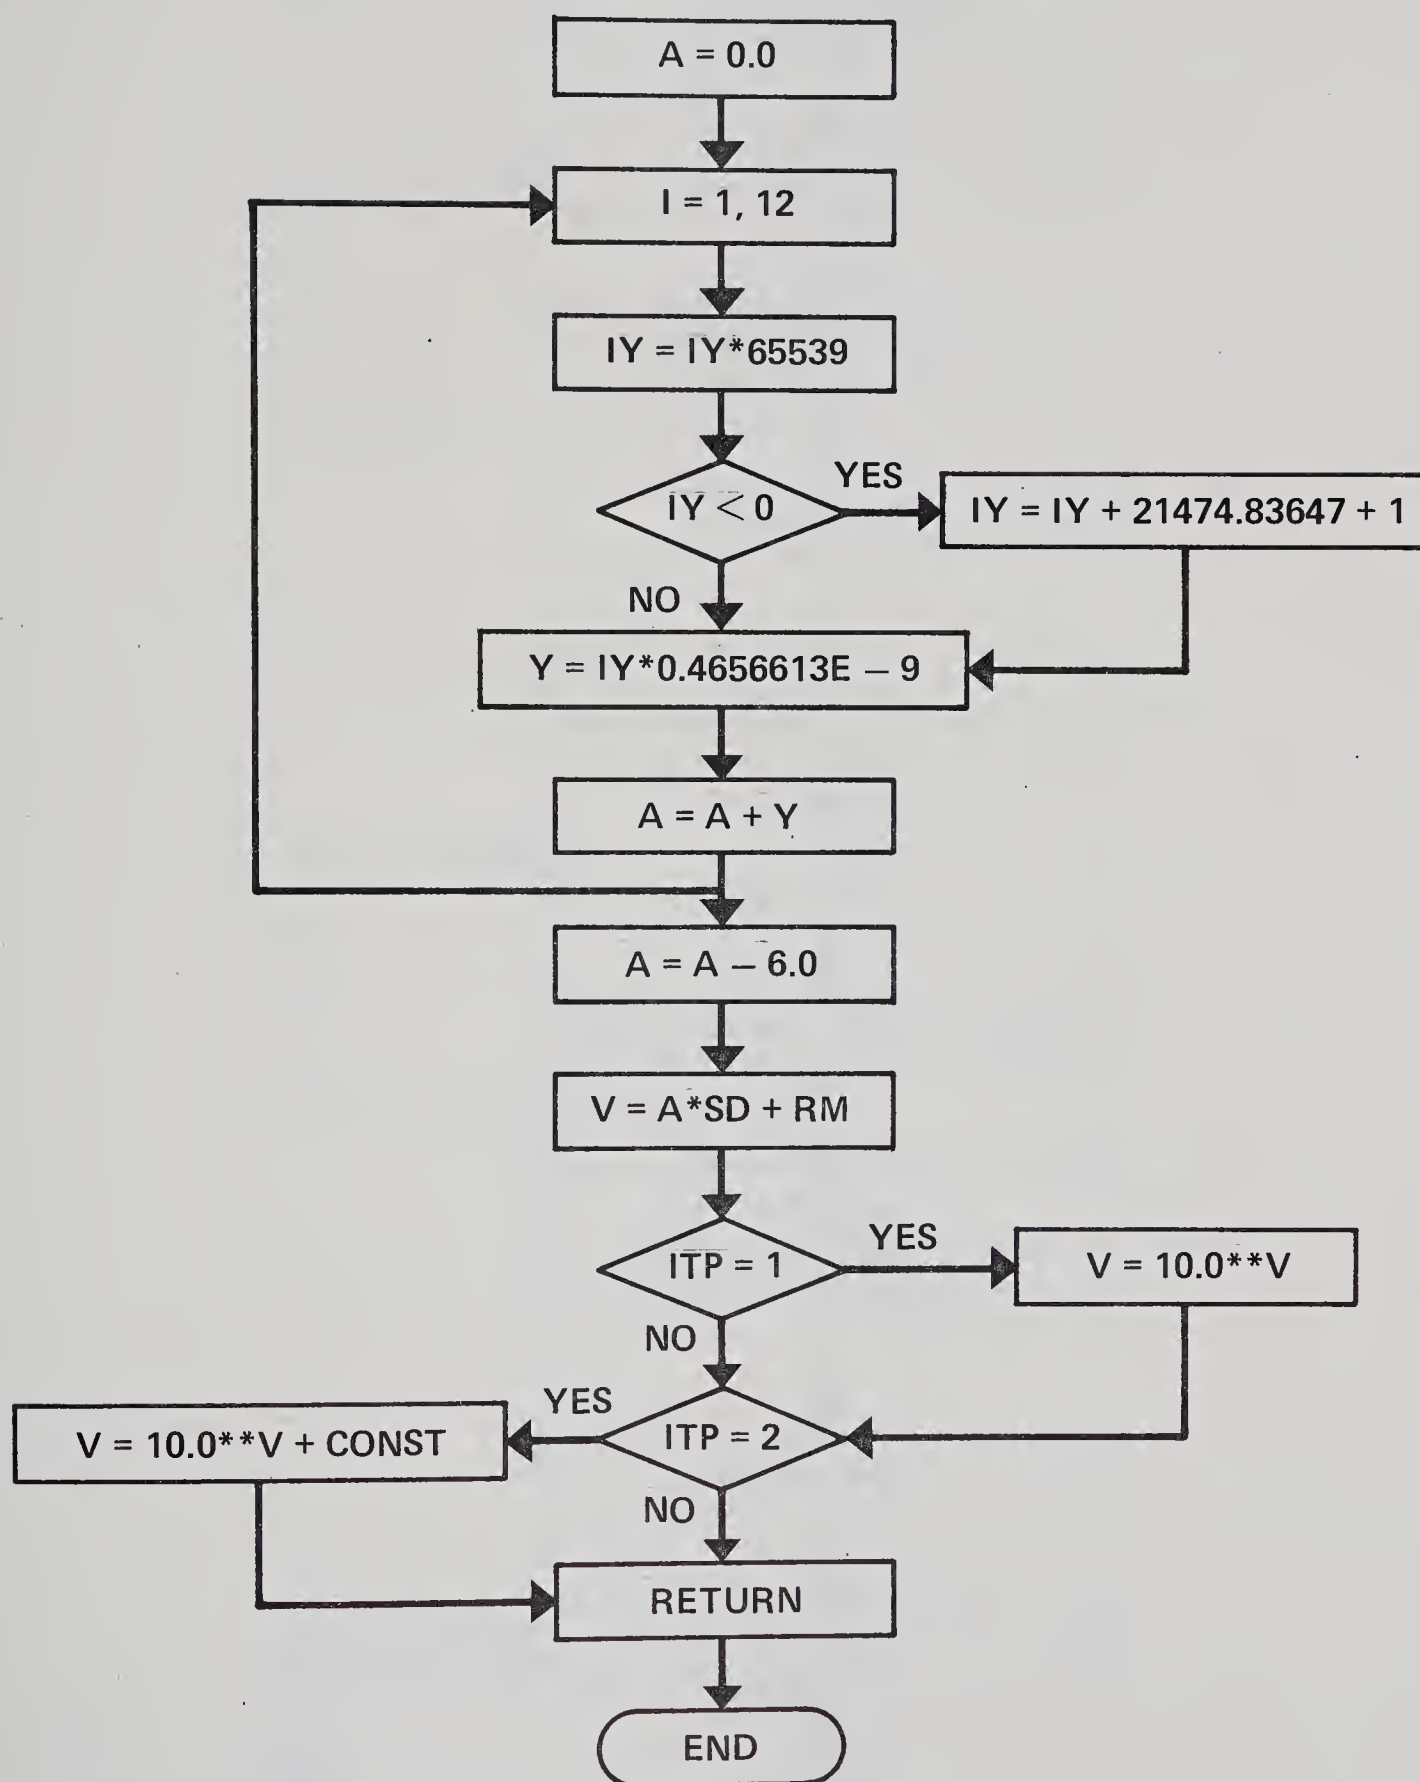 A = 0.0
I = 1, 12
IY = IY*65539
IY < 0
YES
IY = IY + 21474.83647 + 1
NO
Y = IY*0.4656613E – 9
A = A + Y
A = A – 6.0
V = A*SD + RM
ITP = 1
YES
V = 10.0**V
NO
ITP = 2
YES
V = 10.0**V + CONST
NO
RETURN
END